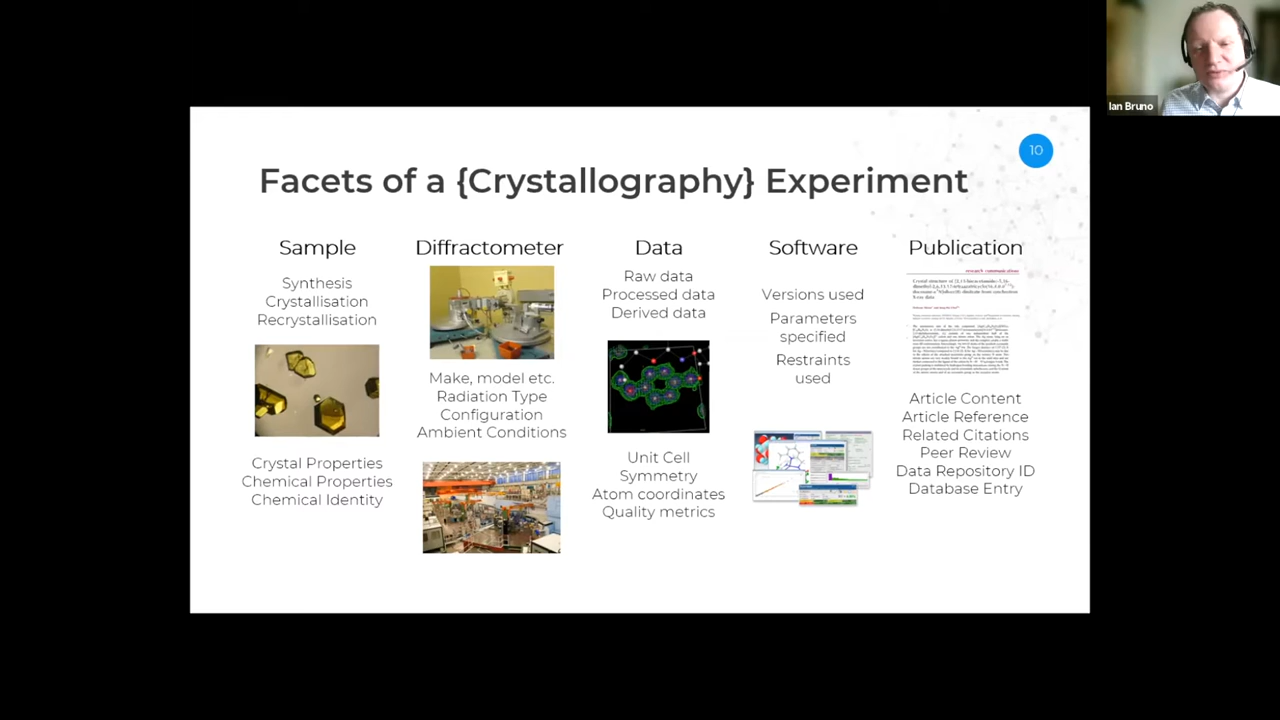 Ian Bruno
10
Facets of a {Crystallography} Experiment
Sample
Synthesis
Crystallisation
Recrystallisation
Crystal Properties
Chemical Properties
Chemical Identity
Diffractometer
Make, model etc.
Radiation Type
Configuration
Ambient Conditions
Data
Raw data
Processed data
Derived data
Unit Cell
Symmetry
Atom coordinates
Quality metrics
Software
Versions used
Parameters
specified
Restraints
used
Publication
research communications
Article Content
Article Reference
Related Citations
Peer Review
Data Repository ID
Database Entry